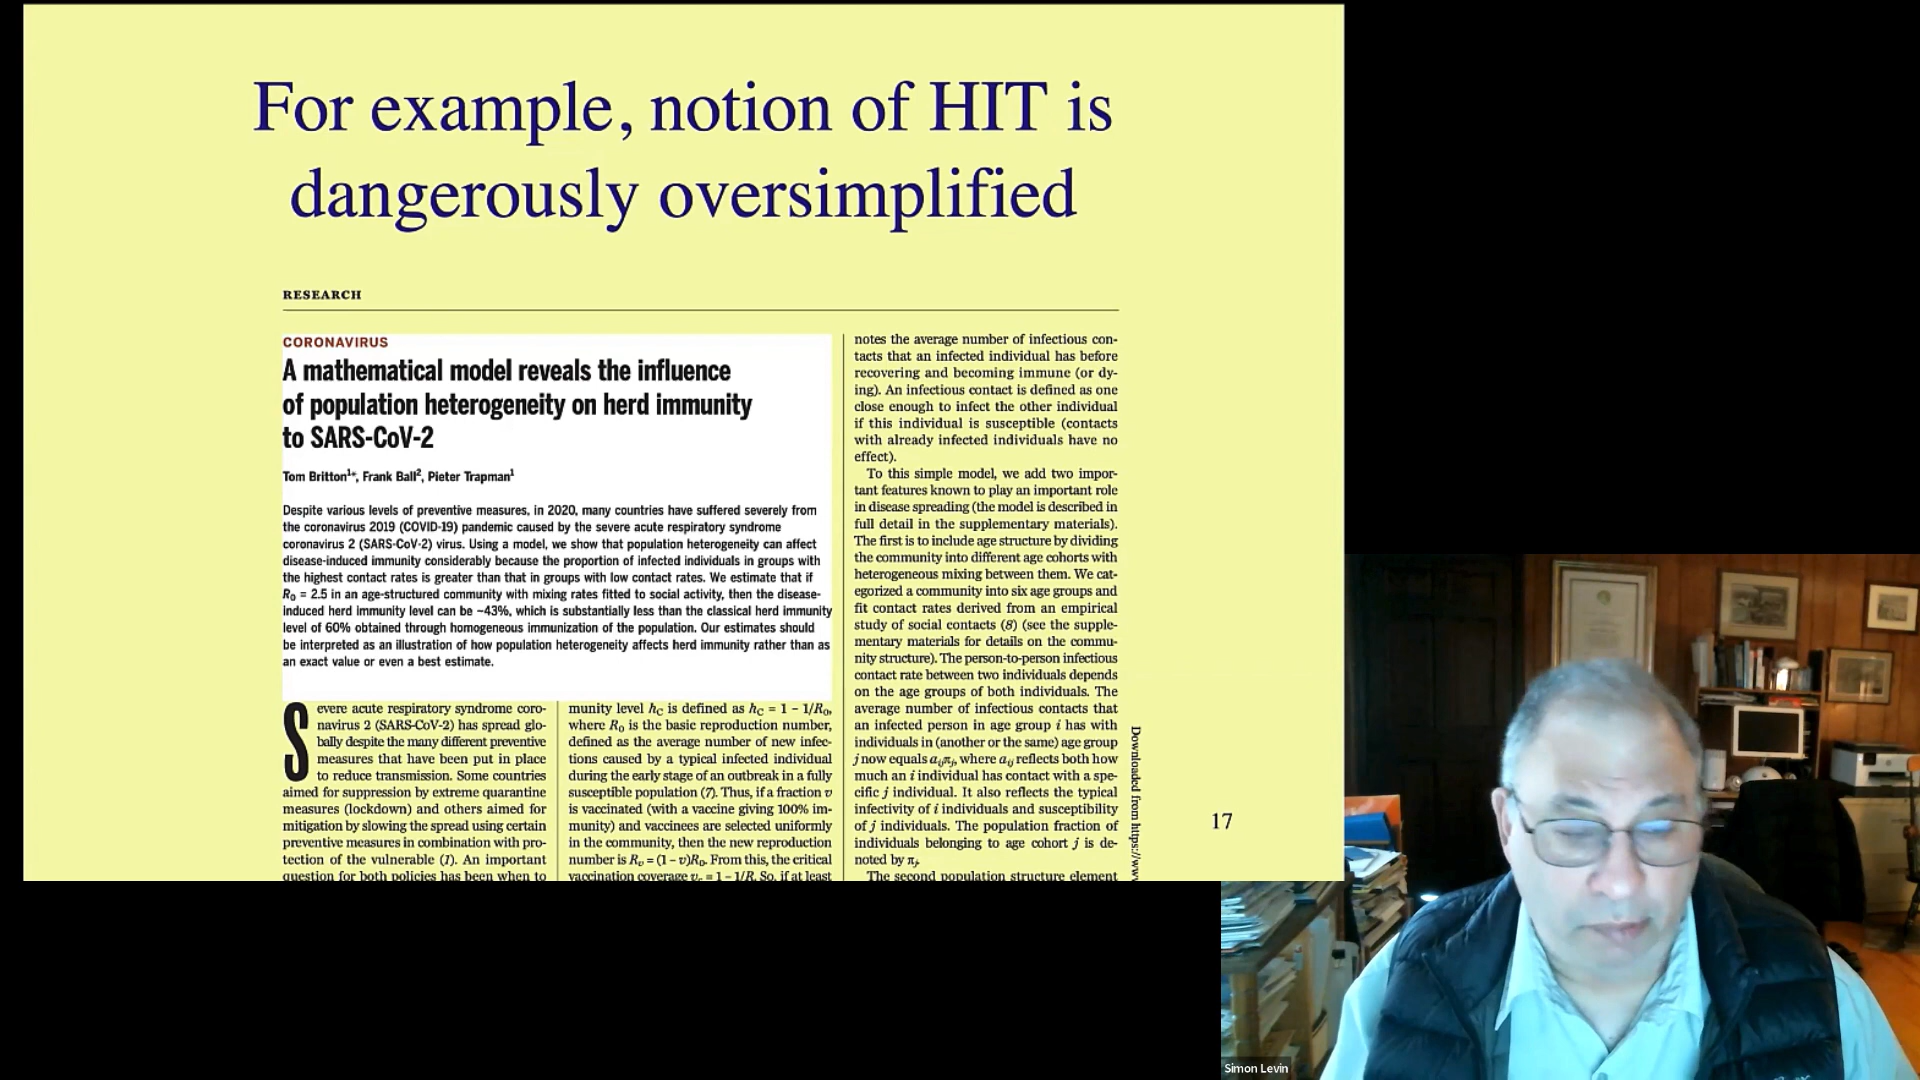 For example, notion of HIT is
dangerously oversimplified
RESEARCH
CORONAVIRUS
A mathematical model reveals the influence
of population heterogeneity on herd immunity
to SARS-CoV-2
Tom Britton1*, Frank Ball2, Pieter Trapman1
Despite various levels of preventive measures, in 2020, many countries have suffered severely from
the coronavirus 2019 (COVID-19) pandemic caused by the severe acute respiratory syndrome
coronavirus 2 (SARS-CoV-2) virus. Using a model, we show that population heterogeneity can affect
disease-induced immunity considerably because the proportion of infected individuals in groups with
the highest contact rates is greater than that in groups with low contact rates. We estimate that if
R0 = 2.5 in an age-structured community with mixing rates fitted to social activity, then the disease-
induced herd immunity level can be ~43%, which is substantially less than the classical herd immunity
level of 60% obtained through homogeneous immunization of the population. Our estimates should
be interpreted as an illustration of how population heterogeneity affects herd immunity rather than as
an exact value or even a best estimate.
Severe acute respiratory syndrome coro-
navirus 2 (SARS-CoV-2) has spread glo-
bally despite the many different preventive
measures that have been put in place
to reduce transmission. Some countries
aimed for suppression by extreme quarantine
measures (lockdown) and others aimed for
mitigation by slowing the spread using certain
preventive measures in combination with pro-
tection of the vulnerable (1). An important
question for both policies has been when to
munity level hC is defined as hC = 1 − 1/R0,
where R0 is the basic reproduction number,
defined as the average number of new infec-
tions caused by a typical infected individual
during the early stage of an outbreak in a fully
susceptible population (7). Thus, if a fraction v
is vaccinated (with a vaccine giving 100% im-
munity) and vaccinees are selected uniformly
in the community, then the new reproduction
number is Rv = (1 − v)R0. From this, the critical
vaccination coverage vc = 1 − 1/R. So, if at least
notes the average number of infectious con-
tacts that an infected individual has before
recovering and becoming immune (or dy-
ing). An infectious contact is defined as one
close enough to infect the other individual
if this individual is susceptible (contacts
with already infected individuals have no
effect).
To this simple model, we add two impor-
tant features known to play an important role
in disease spreading (the model is described in
full detail in the supplementary materials).
The first is to include age structure by dividing
the community into different age cohorts with
heterogeneous mixing between them. We cat-
egorized a community into six age groups and
fit contact rates derived from an empirical
study of social contacts (8) (see the supple-
mentary materials for details on the commu-
nity structure). The person-to-person infectious
contact rate between two individuals depends
on the age groups of both individuals. The
average number of infectious contacts that
an infected person in age group i has with
individuals in (another or the same) age group
j now equals aijπj, where aij reflects both how
much an i individual has contact with a spe-
cific j individual. It also reflects the typical
infectivity of i individuals and susceptibility
of j individuals. The population fraction of
individuals belonging to age cohort j is de-
noted by πj.
The second population structure element
Downloaded from https://ww
17
Simon Levin